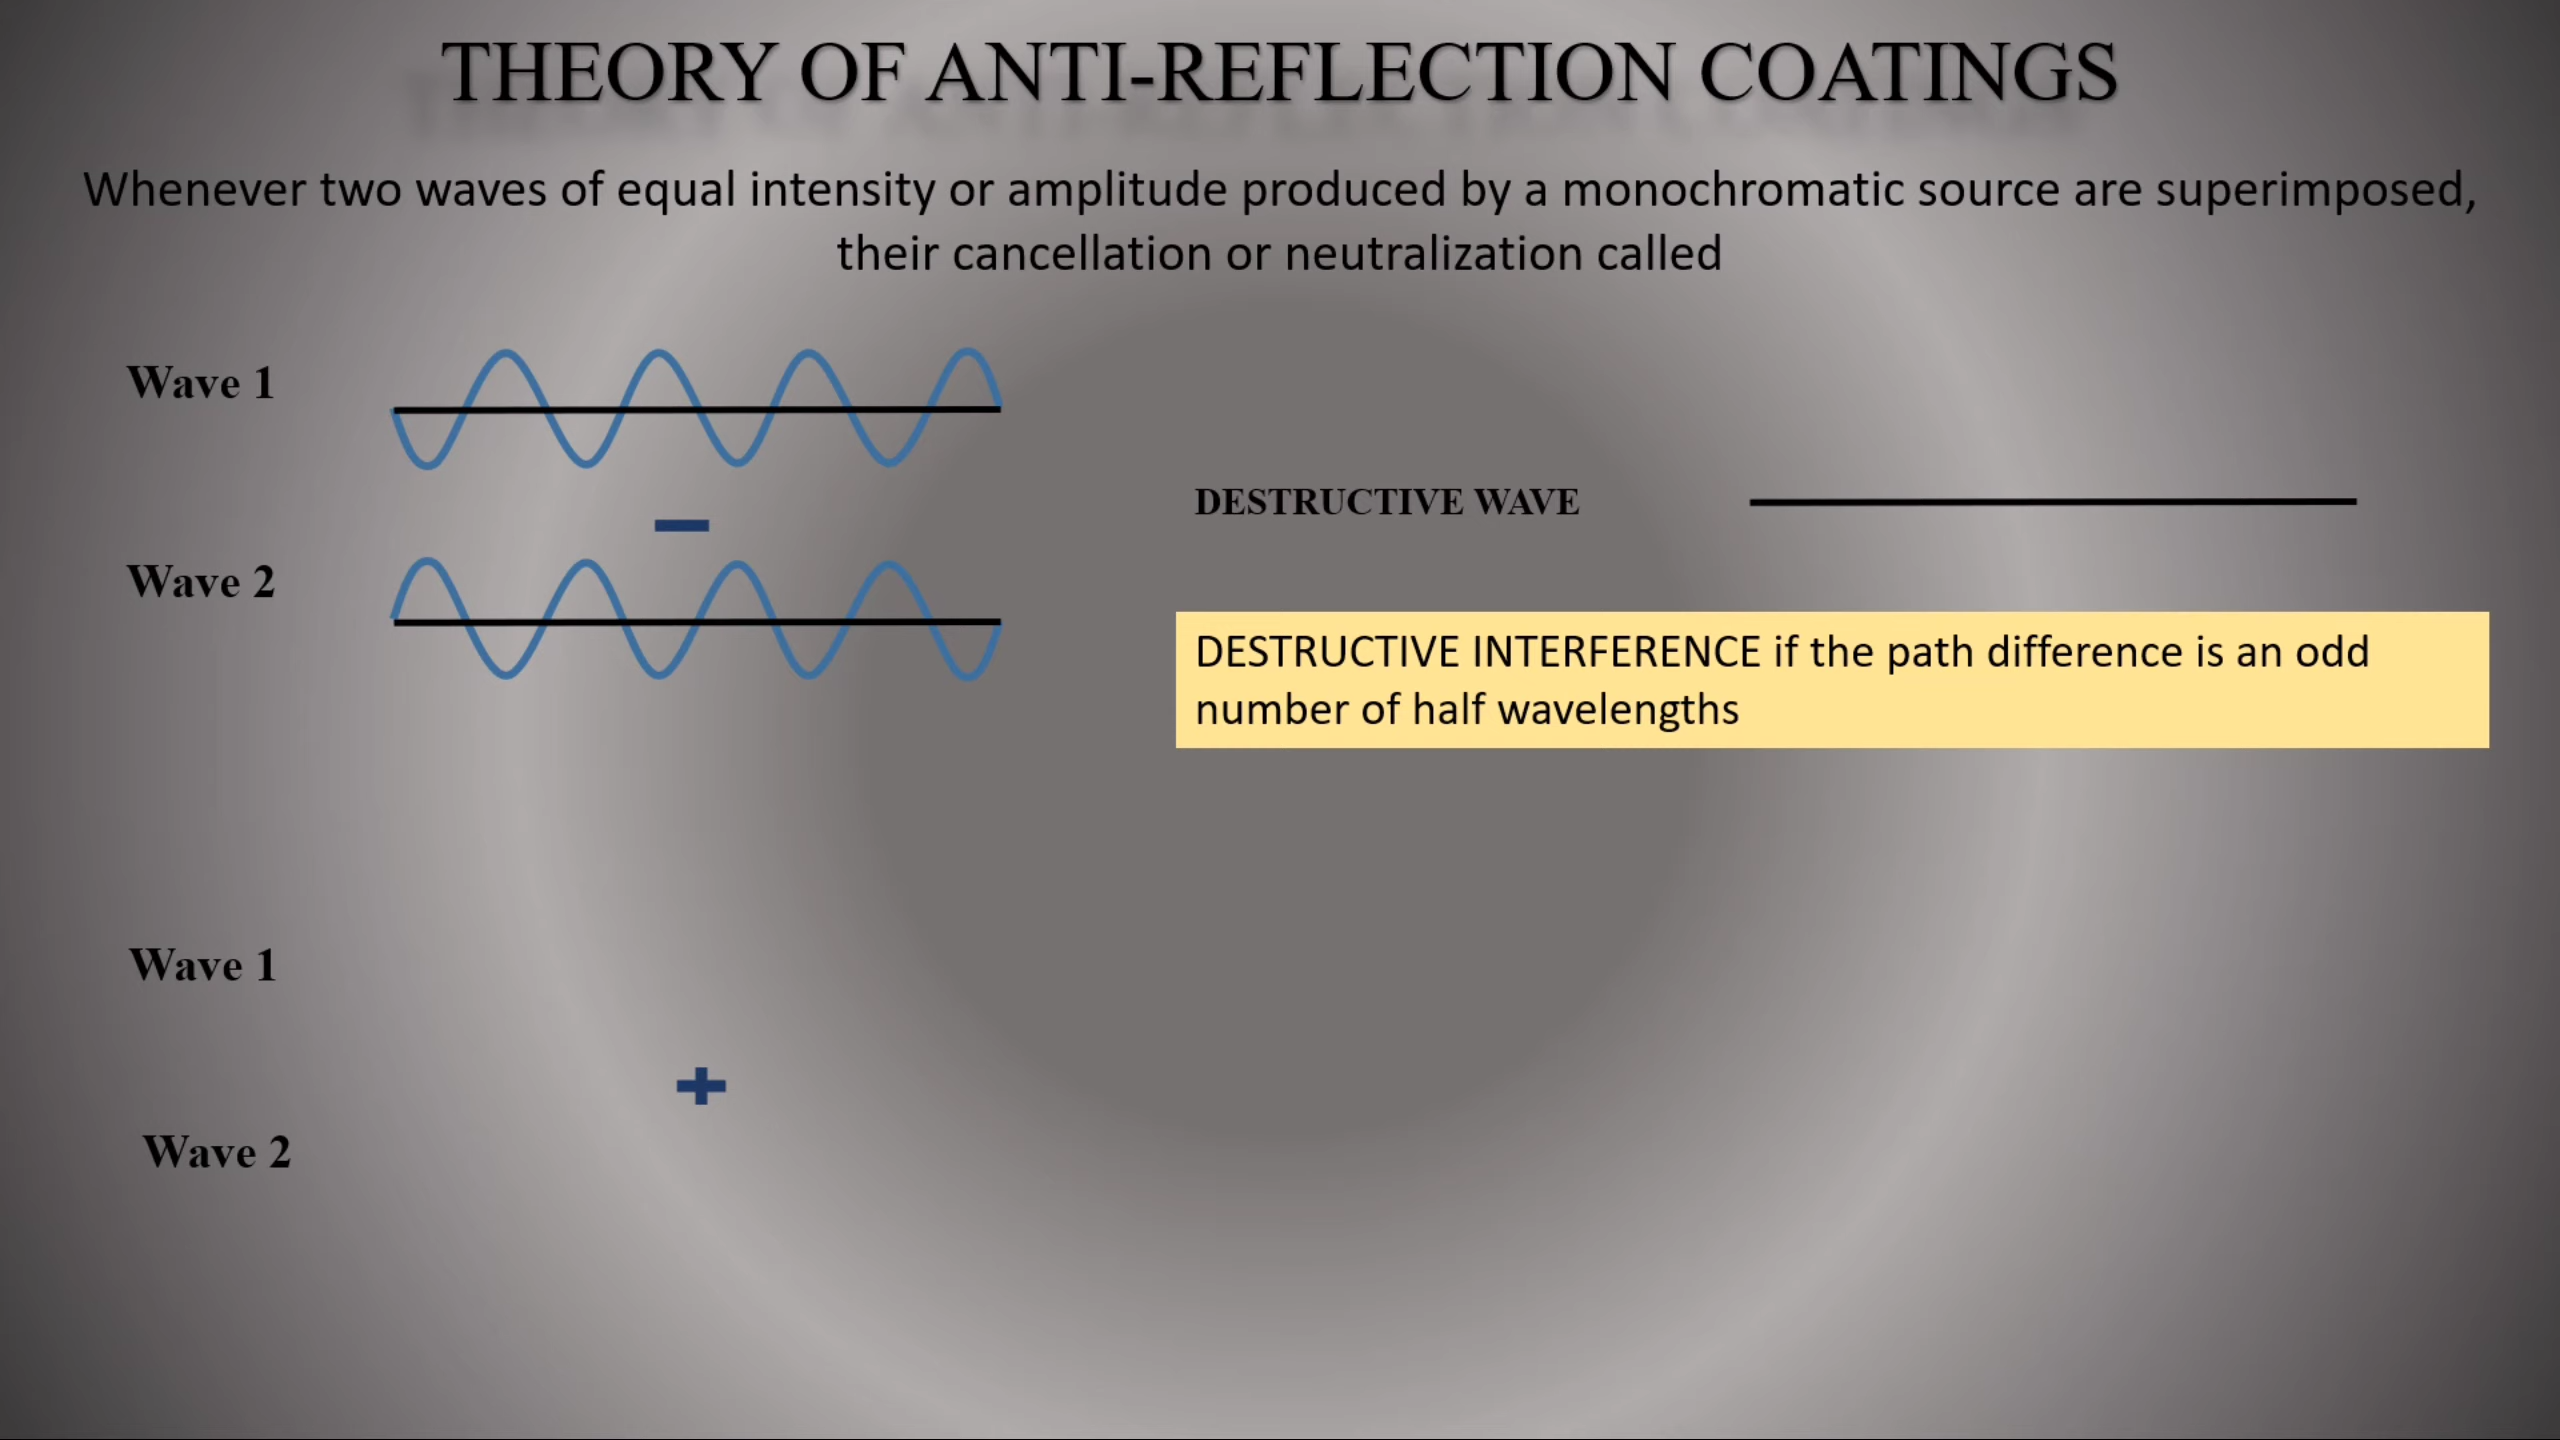 THEORY OF ANTI-REFLECTION COATINGS
Whenever two waves of equal intensity or amplitude produced by a monochromatic source are superimposed,
their cancellation or neutralization called
Wave 1
−
DESTRUCTIVE WAVE
Wave 2
DESTRUCTIVE INTERFERENCE if the path difference is an odd
number of half wavelengths
Wave 1
+
Wave 2